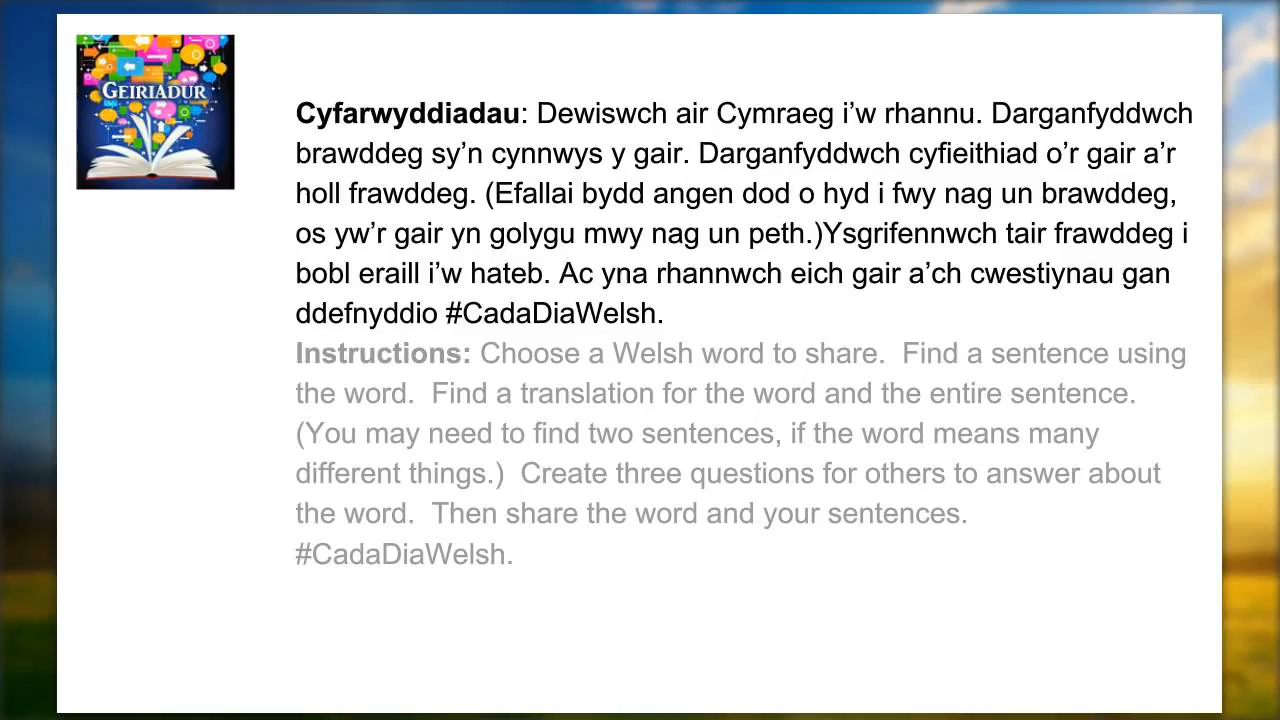 GEIRIADUR
Cyfarwyddiadau: Dewiswch air Cymraeg i’w rhannu. Darganfyddwch
brawddeg sy’n cynnwys y gair. Darganfyddwch cyfieithiad o’r gair a’r
holl frawddeg. (Efallai bydd angen dod o hyd i fwy nag un brawddeg,
os yw’r gair yn golygu mwy nag un peth.)Ysgrifennwch tair frawddeg i
bobl eraill i’w hateb. Ac yna rhannwch eich gair a’ch cwestiynau gan
ddefnyddio #CadaDiaWelsh.
Instructions: Choose a Welsh word to share.  Find a sentence using
the word.  Find a translation for the word and the entire sentence.
(You may need to find two sentences, if the word means many
different things.)  Create three questions for others to answer about
the word.  Then share the word and your sentences.
#CadaDiaWelsh.